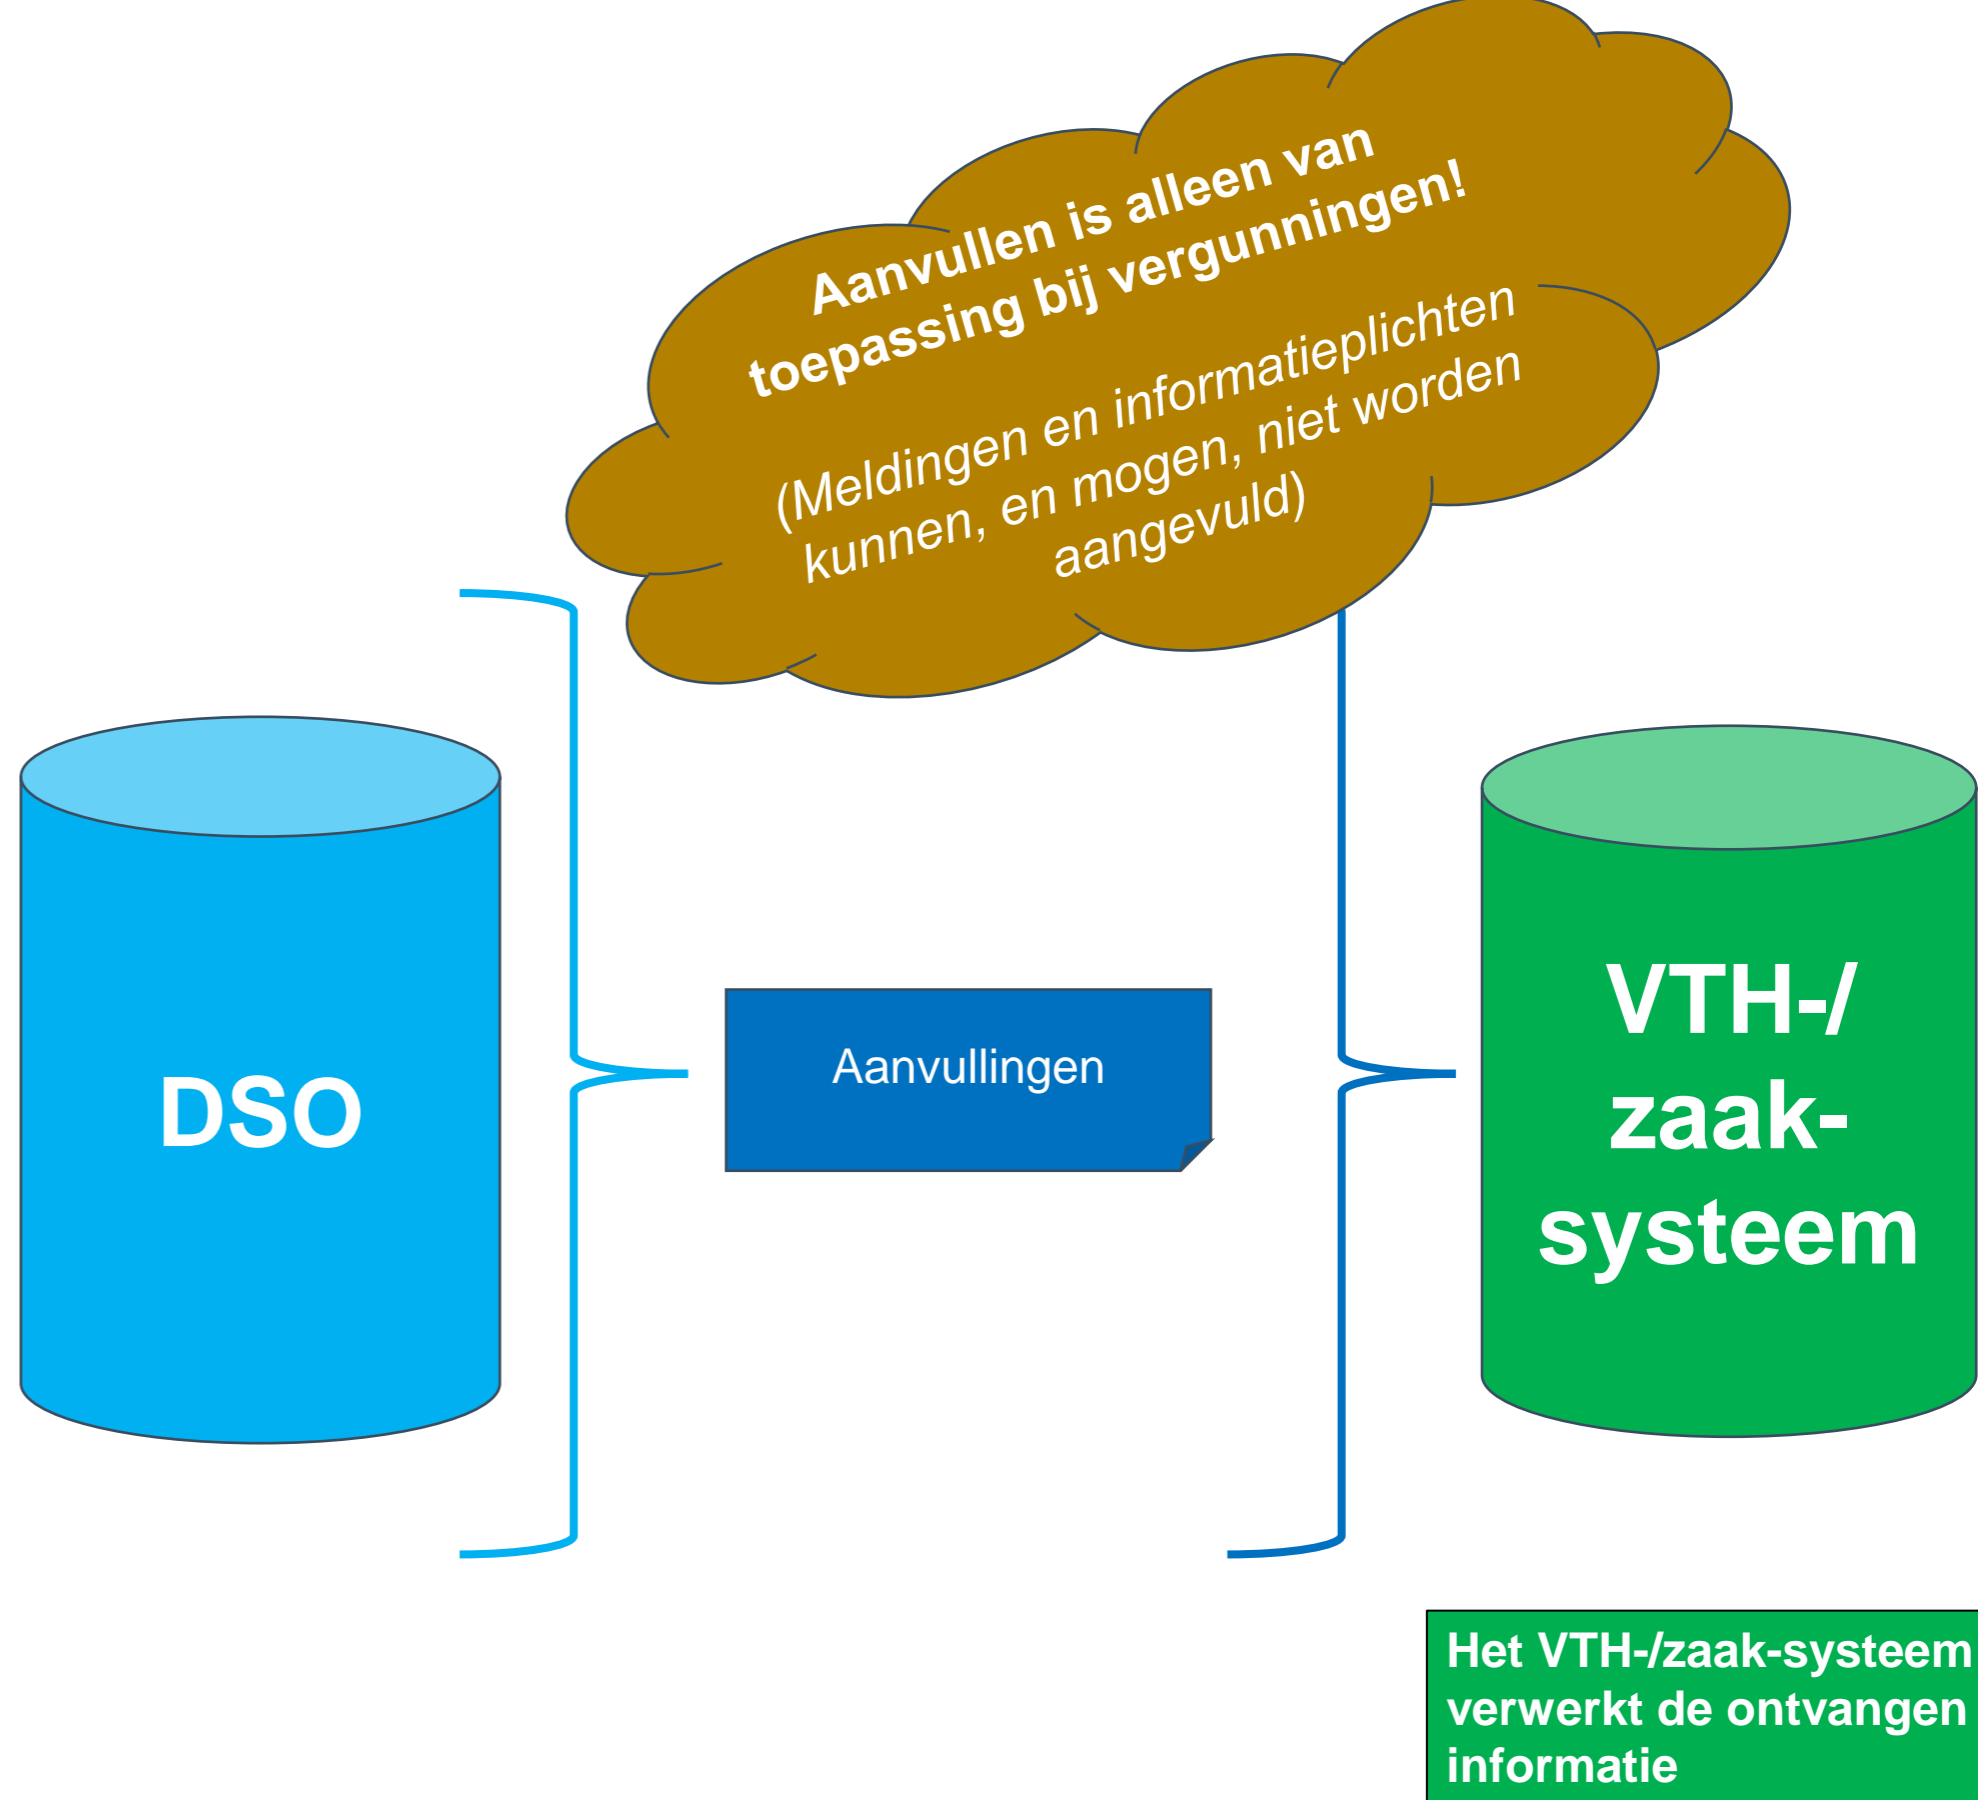 Aanvullen is alleen van
toepassing bij vergunningen!
(Meldingen en informatieplichten
kunnen, en mogen, niet worden
aangevuld)
DSO
Aanvullingen
VTH-/
zaak-
systeem
Het VTH-/zaak-systeem
verwerkt de ontvangen
informatie